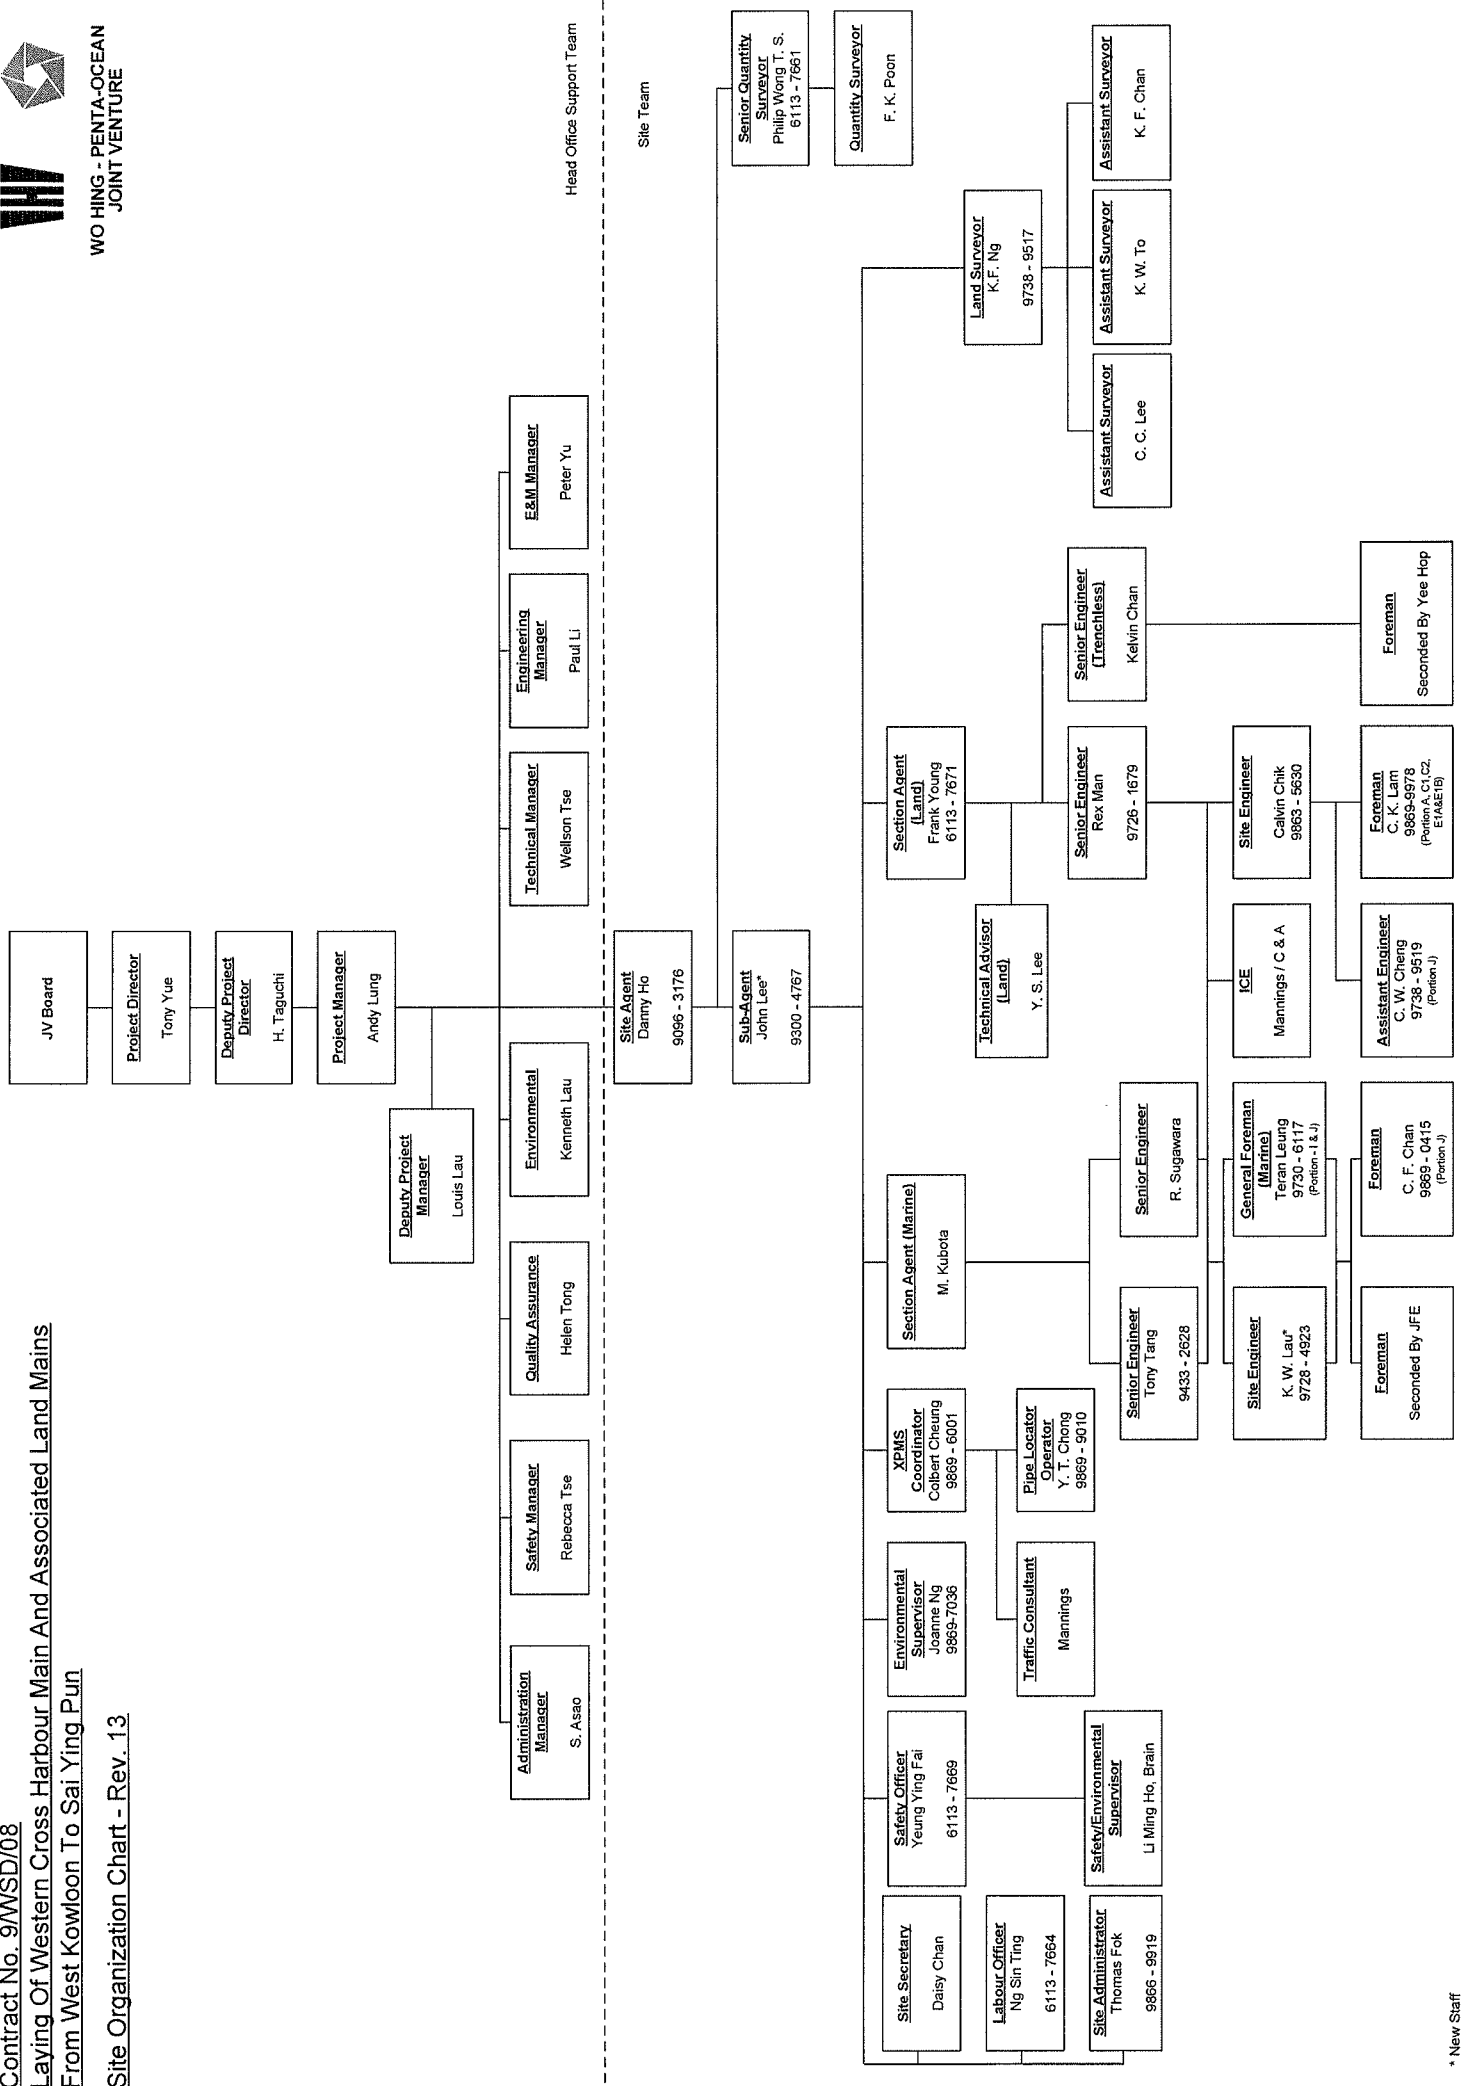 Contract No. 9/WSD/08
Laying Of Western Cross Harbour Main And Associated Land Mains
From West Kowloon To Sai Ying Pun
Site Organization Chart - Rev. 13
WO HING - PENTA-OCEAN
JOINT VENTURE
JV Board
Project Director
Tony Yue
Deputy Project
Director
H. Taguchi
Project Manager
Andy Lung
Deputy Project
Manager
Louis Lau
Administration
Manager
S. Asao
Safety Manager
Rebecca Tse
Quality Assurance
Helen Tong
Environmental
Kenneth Lau
Technical Manager
Wellson Tse
Engineering
Manager
Paul Li
E&M Manager
Peter Yu
Head Office Support Team
Site Team
Site Agent
Danny Ho
9096 - 3176
Sub-Agent
John Lee*
9300 - 4767
Senior Quantity
Surveyor
Philip Wong T. S.
6113 - 7661
Quantity Surveyor
F. K. Poon
Site Secretary
Daisy Chan
Labour Officer
Ng Sin Ting
6113 - 7664
Site Administrator
Thomas Fok
9866 - 9919
Safety Officer
Yeung Ying Fai
6113 - 7669
Safety/Environmental
Supervisor
Li Ming Ho, Brain
Environmental
Supervisor
Joanne Ng
9869-7036
XPMS
Coordinator
Colbert Cheung
9869 - 6001
Traffic Consultant
Mannings
Pipe Locator
Operator
Y. T. Chong
9869 - 9010
Section Agent (Marine)
M. Kubota
Senior Engineer
Tony Tang
9433 - 2628
Senior Engineer
R. Sugawara
Site Engineer
K. W. Lau*
9728 - 4923
General Foreman
(Marine)
Teran Leung
9730 - 6117
(Portion - I & J)
Foreman
Seconded By JFE
Foreman
C. F. Chan
9869 - 0415
(Portion J)
Section Agent
(Land)
Frank Young
6113 - 7671
Technical Advisor
(Land)
Y. S. Lee
Senior Engineer
Rex Man
9726 - 1679
Senior Engineer
(Trenchless)
Kelvin Chan
ICE
Mannings / C & A
Site Engineer
Calvin Chik
9863 - 5630
Assistant Engineer
C. W. Cheng
9738 - 9519
(Portion J)
Foreman
C. K. Lam
9869-9978
(Portion A. C1,C2,
E1A&E1B)
Foreman
Seconded By Yee Hop
Land Surveyor
K.F. Ng
9738 - 9517
Assistant Surveyor
C. C. Lee
Assistant Surveyor
K. W. To
Assistant Surveyor
K. F. Chan
* New Staff